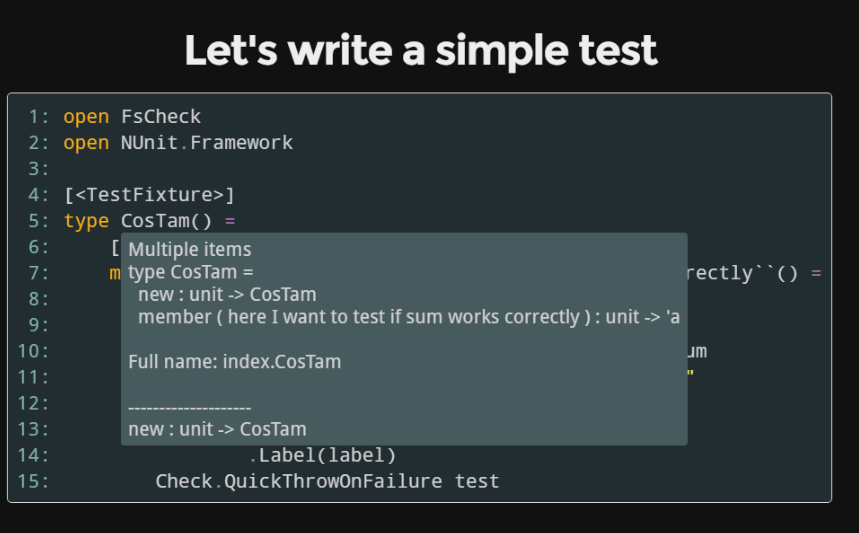 Let's write a simple test
1: open FsCheck
2: open NUnit.Framework
3:
4: [<TestFixture>]
5: type CosTam() =
6: [
7: m rectly``() =
8:
9:
10: um
11: "
12:
13:
14: .Label(label)
15: Check.QuickThrowOnFailure test
Multiple items
type CosTam =
new : unit -> CosTam
member ( here I want to test if sum works correctly ) : unit -> 'a
Full name: index.CosTam
--------------------
new : unit -> CosTam